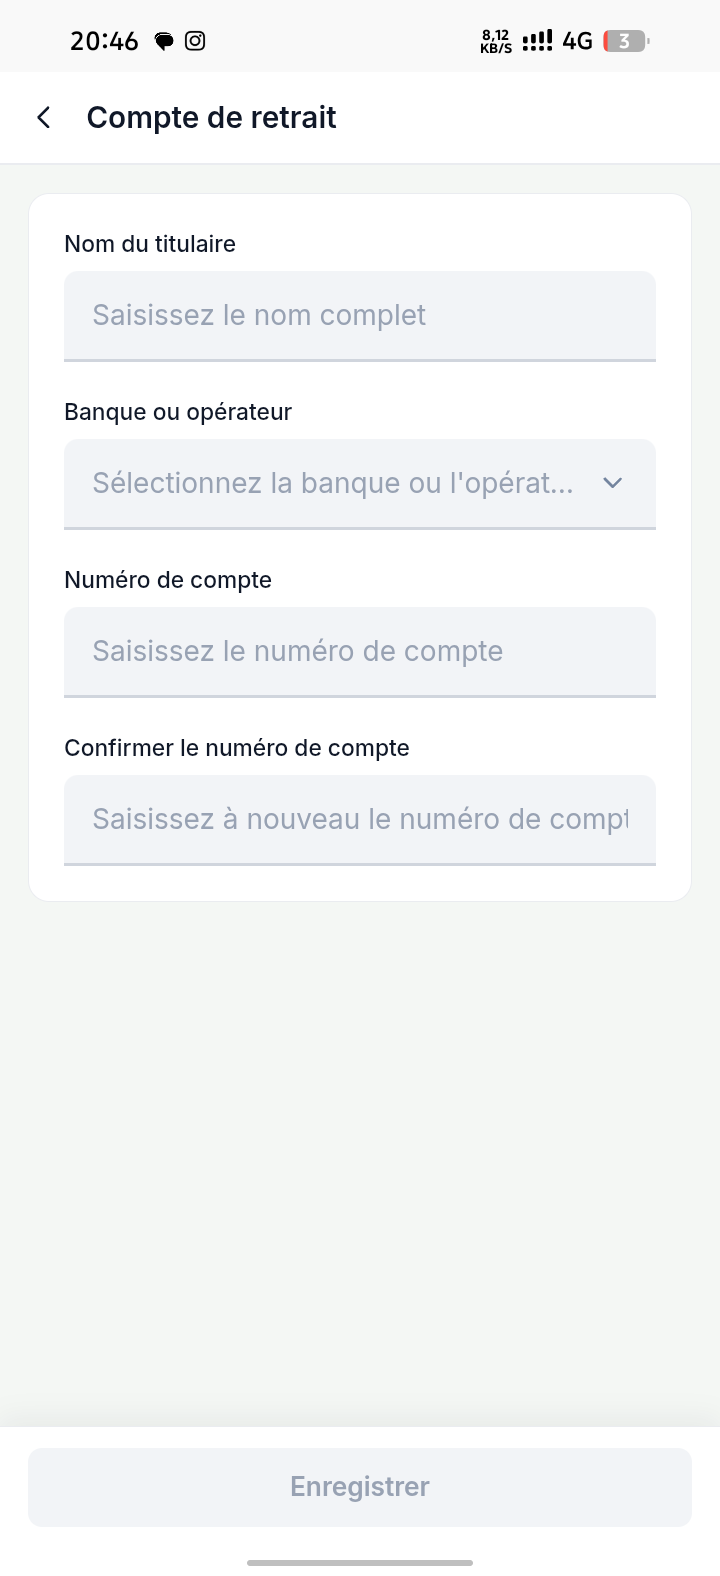 20:46
8,12
KB/S
4G
3
Compte de retrait
Nom du titulaire
Saisissez le nom complet
Banque ou opérateur
Sélectionnez la banque ou l'opérat...
Numéro de compte
Saisissez le numéro de compte
Confirmer le numéro de compte
Saisissez à nouveau le numéro de compt
Enregistrer